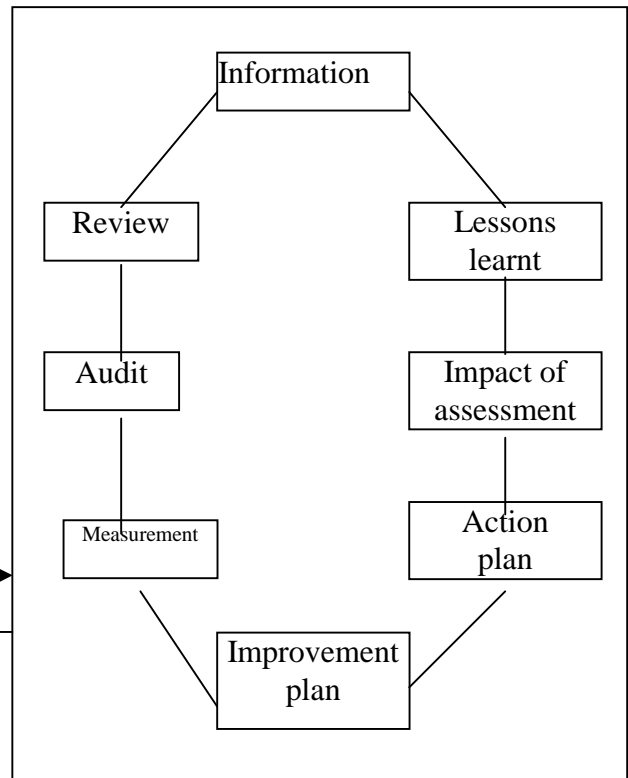 Information
Review
Lessons
learnt
Audit
Impact of
assessment
Measurement
Action
plan
Improvement
plan